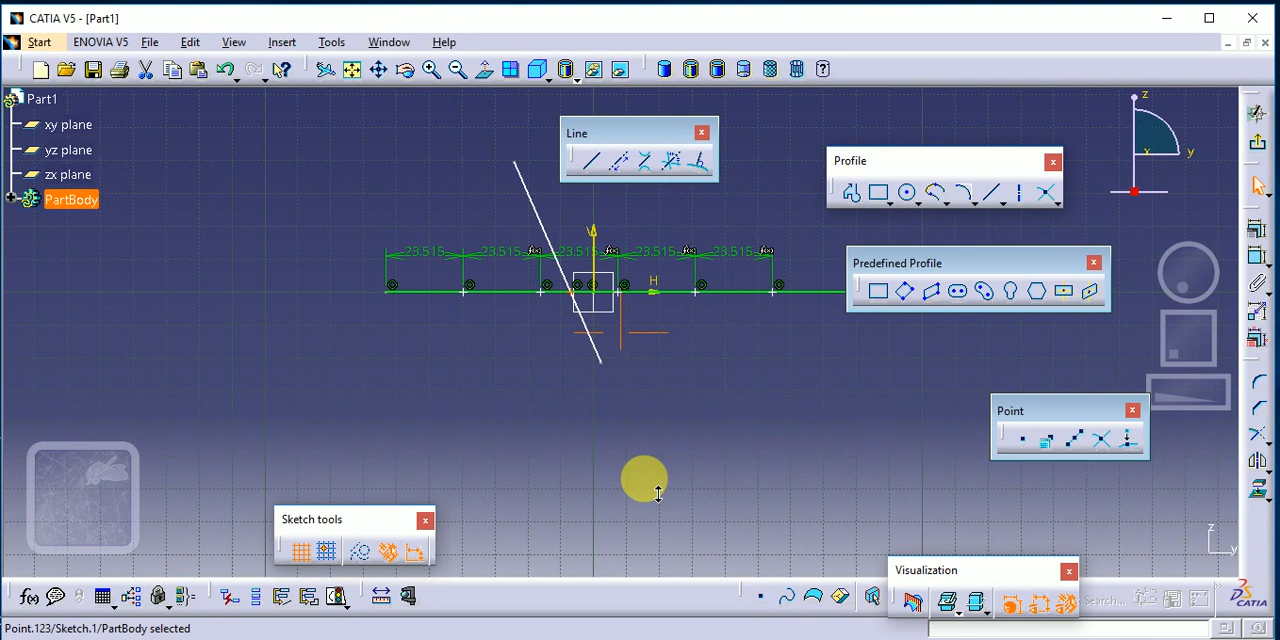 CATIA V5 - [Part1]
Start ENOVIA V5 File Edit View Insert Tools Window Help
Part1
xy plane
yz plane
zx plane
PartBody
Line
Profile
z
x
y
23.515 23.515 23.515 23.515 23.515
V
H
Predefined Profile
Point
Sketch tools
z
y
Visualization
f(x)
Search...
CATIA
Point.123/Sketch.1/PartBody selected